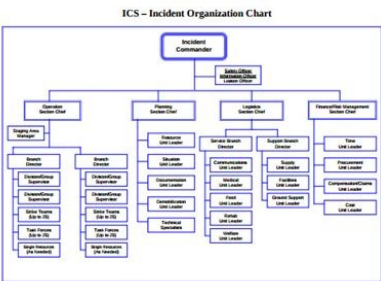 ICS – Incident Organization Chart
Incident
Commander
Safety Officer
Information Officer
Liaison Officer
Operation
Section Chief
Planning
Section Chief
Logistics
Section Chief
Finance/Risk Management
Section Chief
Staging Area
Manager
Branch
Director
Division/Group
Supervisor
Division/Group
Supervisor
Strike Teams
(Up to 25)
Task Forces
(Up to 25)
Single Resources
(As Needed)
Branch
Director
Division/Group
Supervisor
Division/Group
Supervisor
Strike Teams
(Up to 25)
Task Forces
(Up to 25)
Single Resources
(As Needed)
Resource
Unit Leader
Situation
Unit Leader
Documentation
Unit Leader
Demobilization
Unit Leader
Technical
Specialists
Service Branch
Director
Communications
Unit Leader
Medical
Unit Leader
Food
Unit Leader
Rehab
Unit Leader
Welfare
Unit Leader
Support Branch
Director
Supply
Unit Leader
Facilities
Unit Leader
Ground Support
Unit Leader
Time
Unit Leader
Procurement
Unit Leader
Compensation/Claims
Unit Leader
Cost
Unit Leader